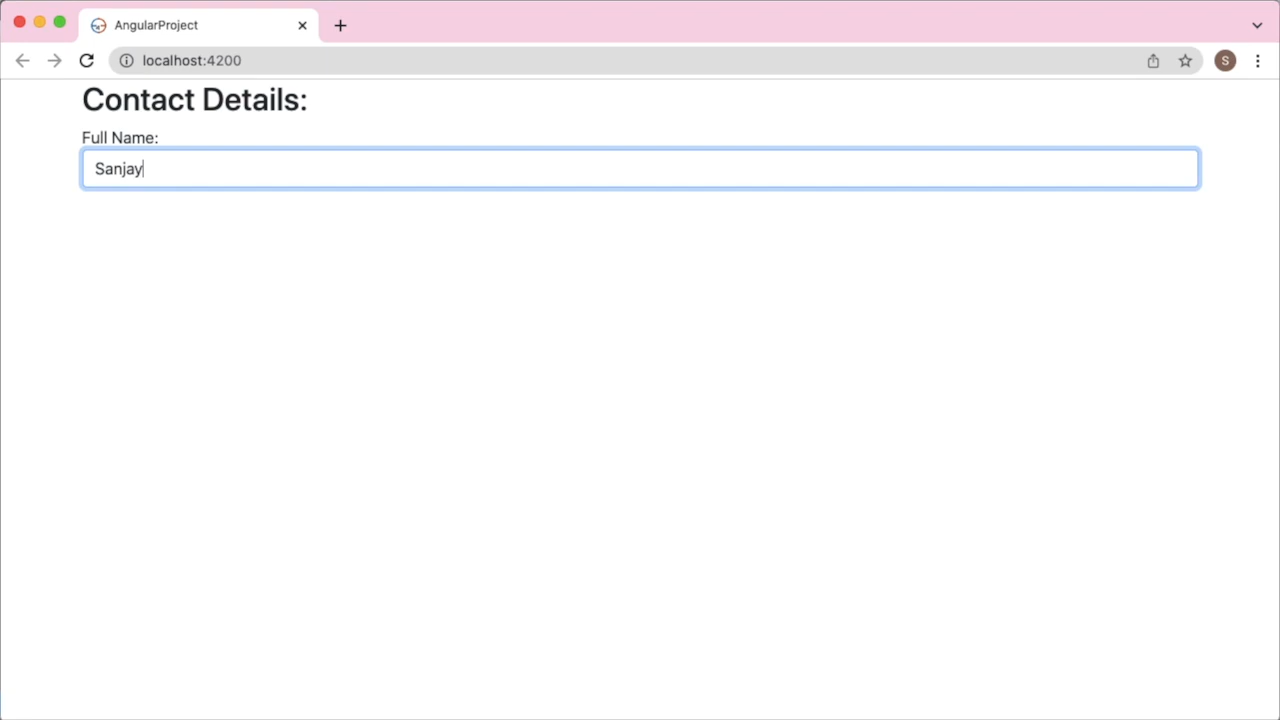 AngularProject
localhost:4200
S
Contact Details:
Full Name:
Sanjay